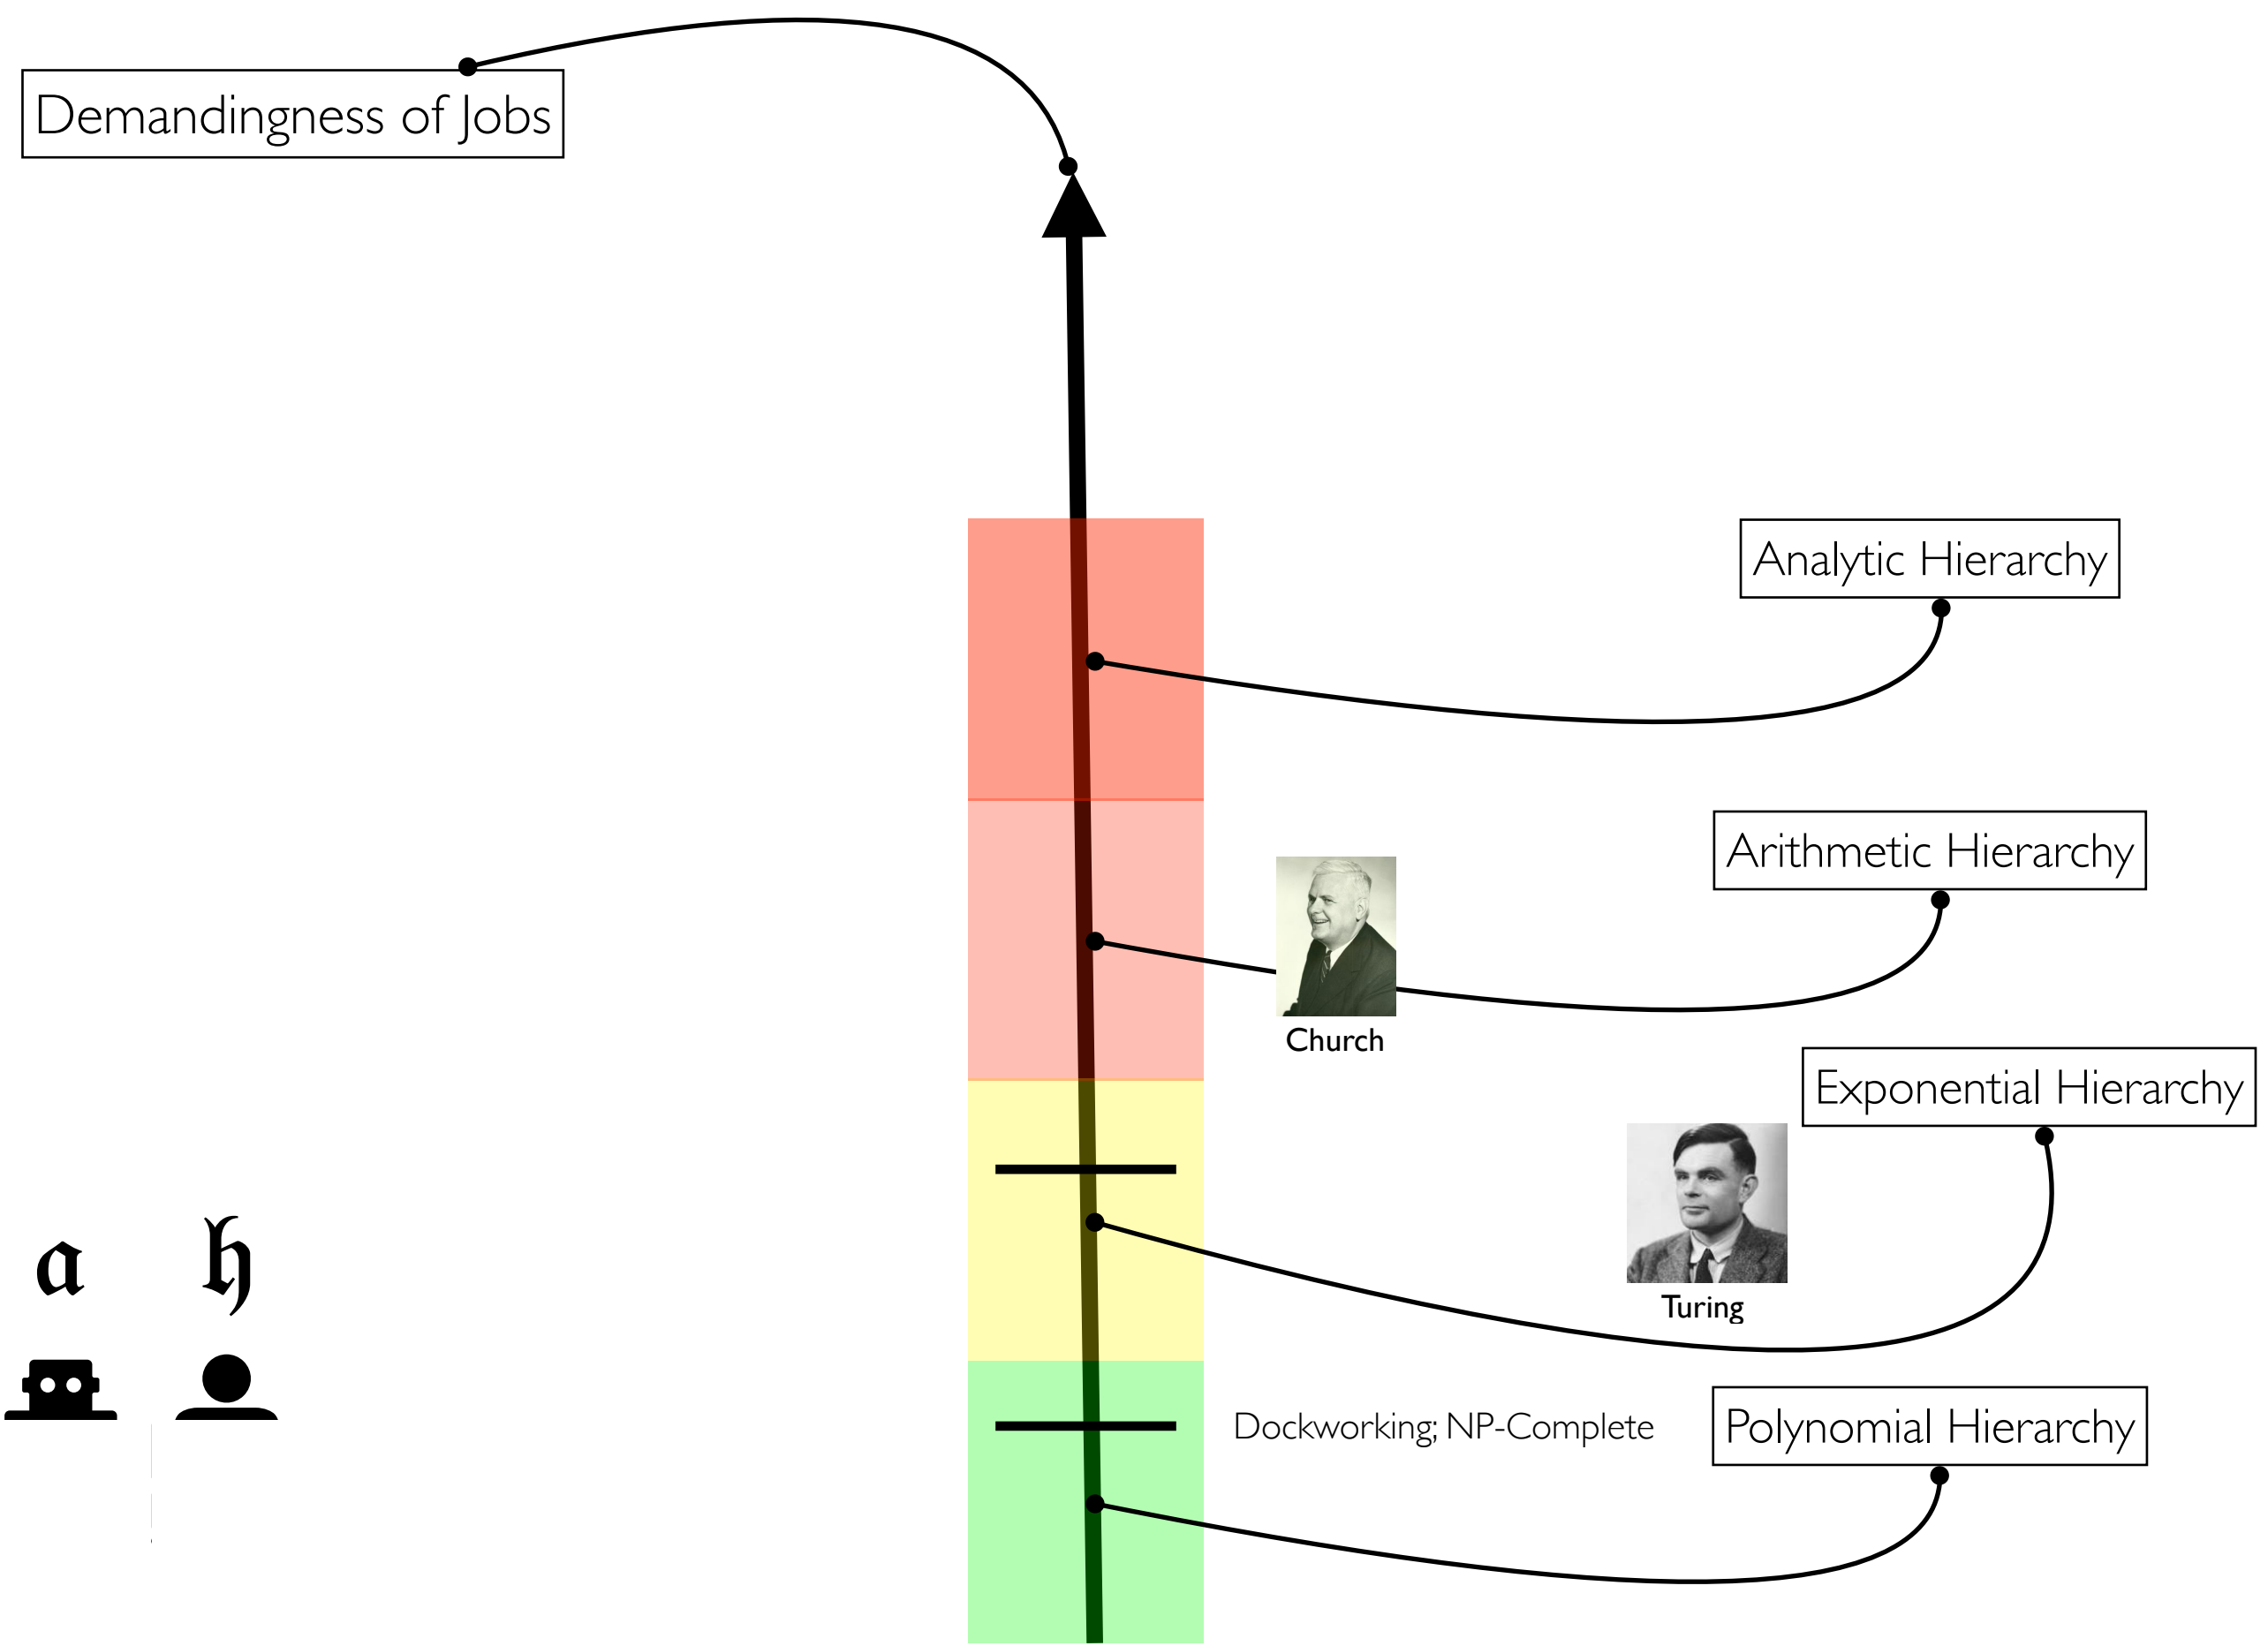 Demandingness of Jobs
Analytic Hierarchy
Arithmetic Hierarchy
Church
Exponential Hierarchy
Turing
𝔞 𝔥
Dockworking; NP-Complete
Polynomial Hierarchy